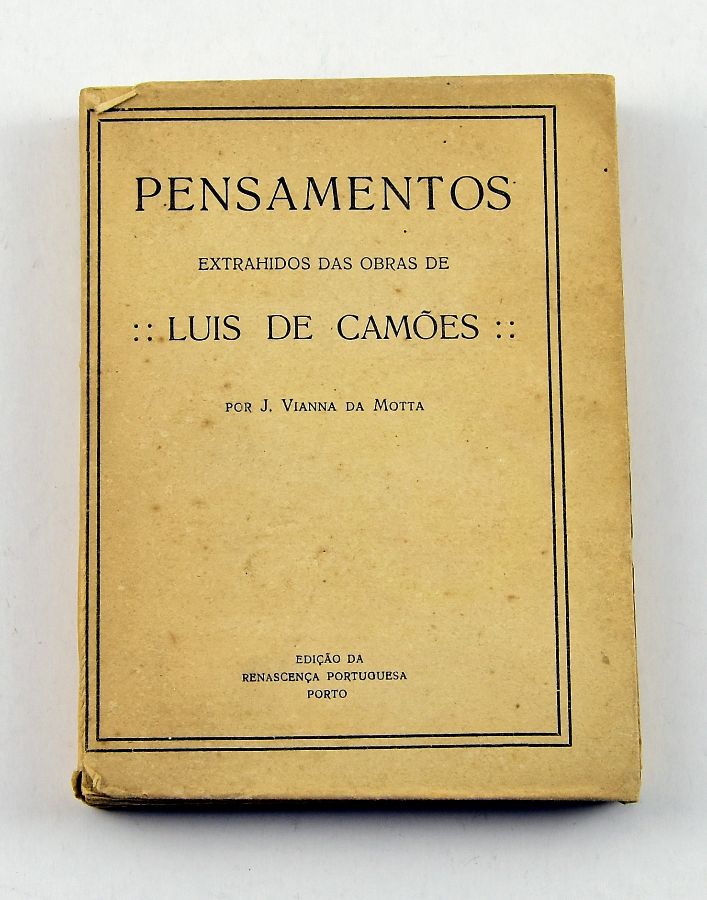 PENSAMENTOS
EXTRAHIDOS DAS OBRAS DE
:: LUIS DE CAMÕES ::
POR J. VIANNA DA MOTTA
EDIÇÃO DA
RENASCENÇA PORTUGUESA
PORTO